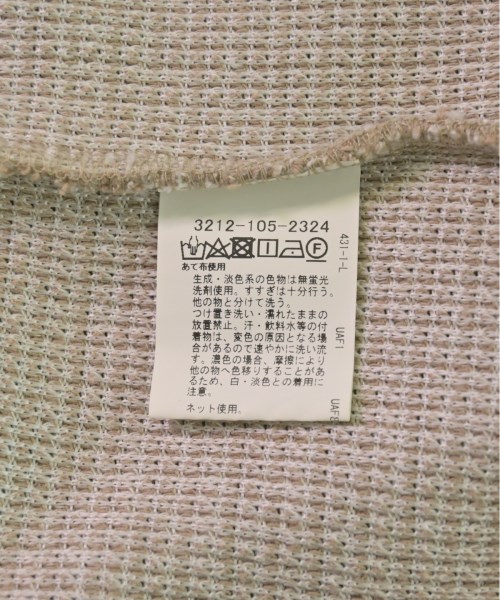 3212-105-2324
F
あて布使用
生成・淡色系の色物は無蛍光
洗剤使用。すすぎは十分行う。
他の物と分けて洗う。
つけ置き洗い・濡れたままの
放置禁止。汗・飲料水等の付
着物は、変色の原因となる場
合があるので速やかに洗い流
す。濃色の場合、摩擦により
他の物へ色移りすることがあ
るため、白・淡色との着用に
注意。
ネット使用。
431-1-L
UAF1